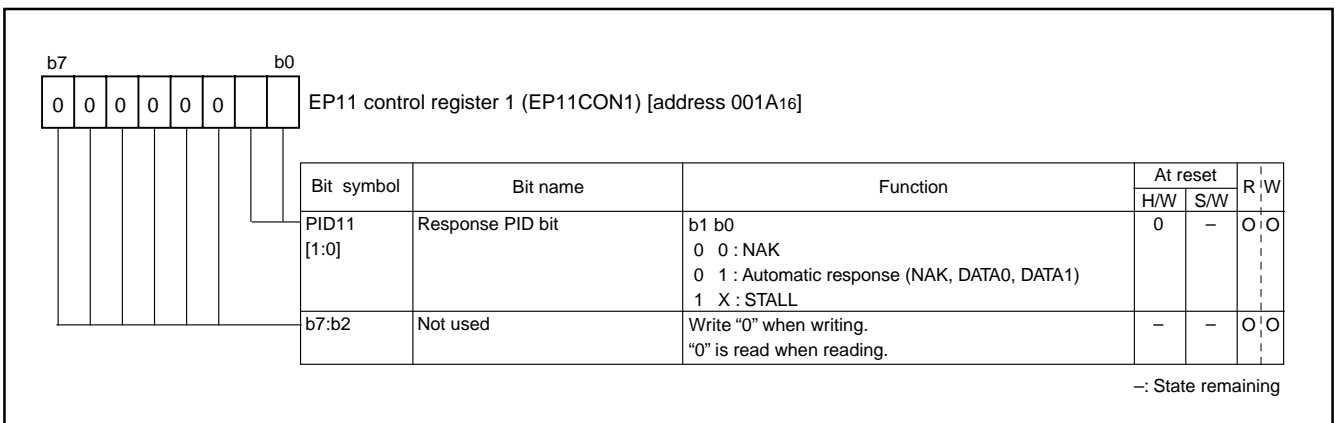 b7 b0
0 0 0 0 0 0
EP11 control register 1 (EP11CON1) [address 001A16]
Bit symbol Bit name Function At reset R W
H/W S/W
PID11 Response PID bit b1 b0 0 – O O
[1:0] 0 0 : NAK
0 1 : Automatic response (NAK, DATA0, DATA1)
1 X : STALL
b7:b2 Not used Write “0” when writing. – – O O
“0” is read when reading.
–: State remaining